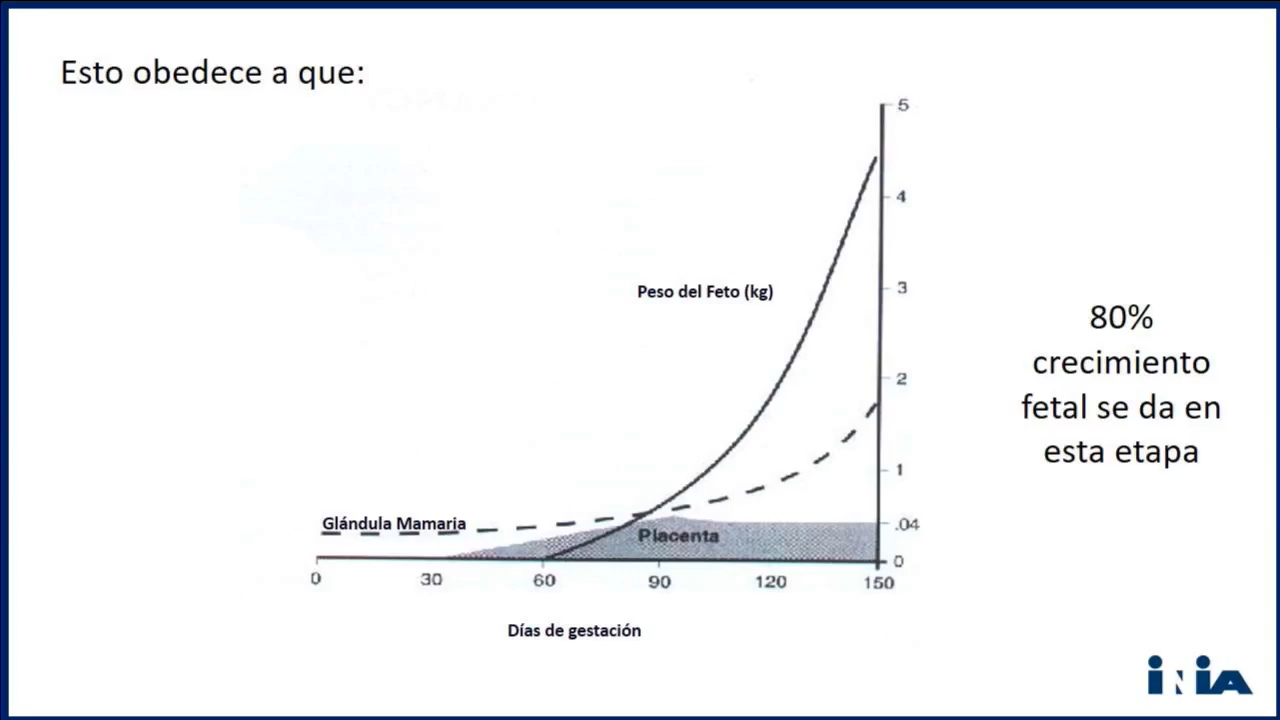 Esto obedece a que:
5
4
Peso del Feto (kg)
3
2
1
.04
0
Glándula Mamaria
Placenta
0 30 60 90 120 150
Días de gestación
80%
crecimiento
fetal se da en
esta etapa
iNiA